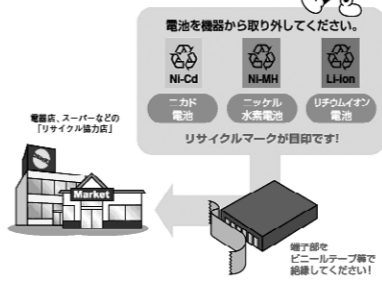 電池を機器から取り外してください。
Ni-Cd
Ni-MH
Li-ion
ニカド
電池
ニッケル
水素電池
リチウムイオン
電池
リサイクルマークが目印です!
電器店、スーパーなどの
「リサイクル協力店」
Market
端子部を
ビニールテープ等で
絶縁してください!